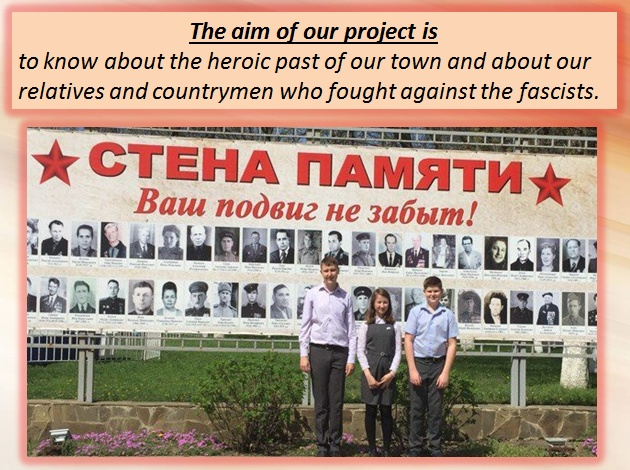 The aim of our project is
to know about the heroic past of our town and about our
relatives and countrymen who fought against the fascists.
СТЕНА ПАМЯТИ
Ваш подвиг не забыт!